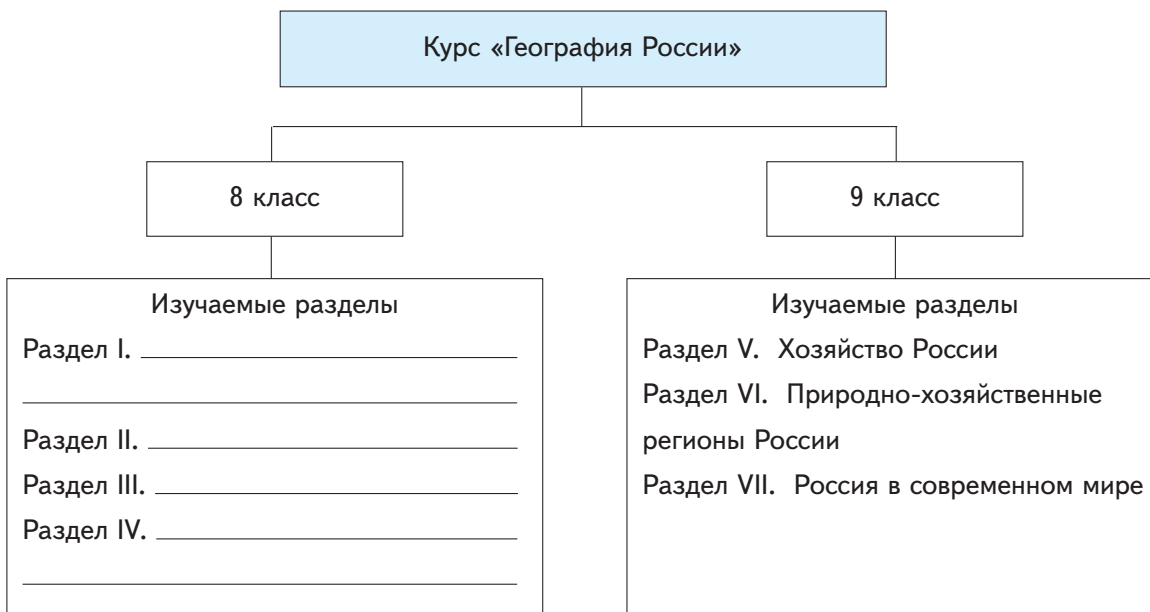 Курс «География России»
8 класс
9 класс
Изучаемые разделы
Раздел I.
Раздел II.
Раздел III.
Раздел IV.
Изучаемые разделы
Раздел V. Хозяйство России
Раздел VI. Природно-хозяйственные
регионы России
Раздел VII. Россия в современном мире